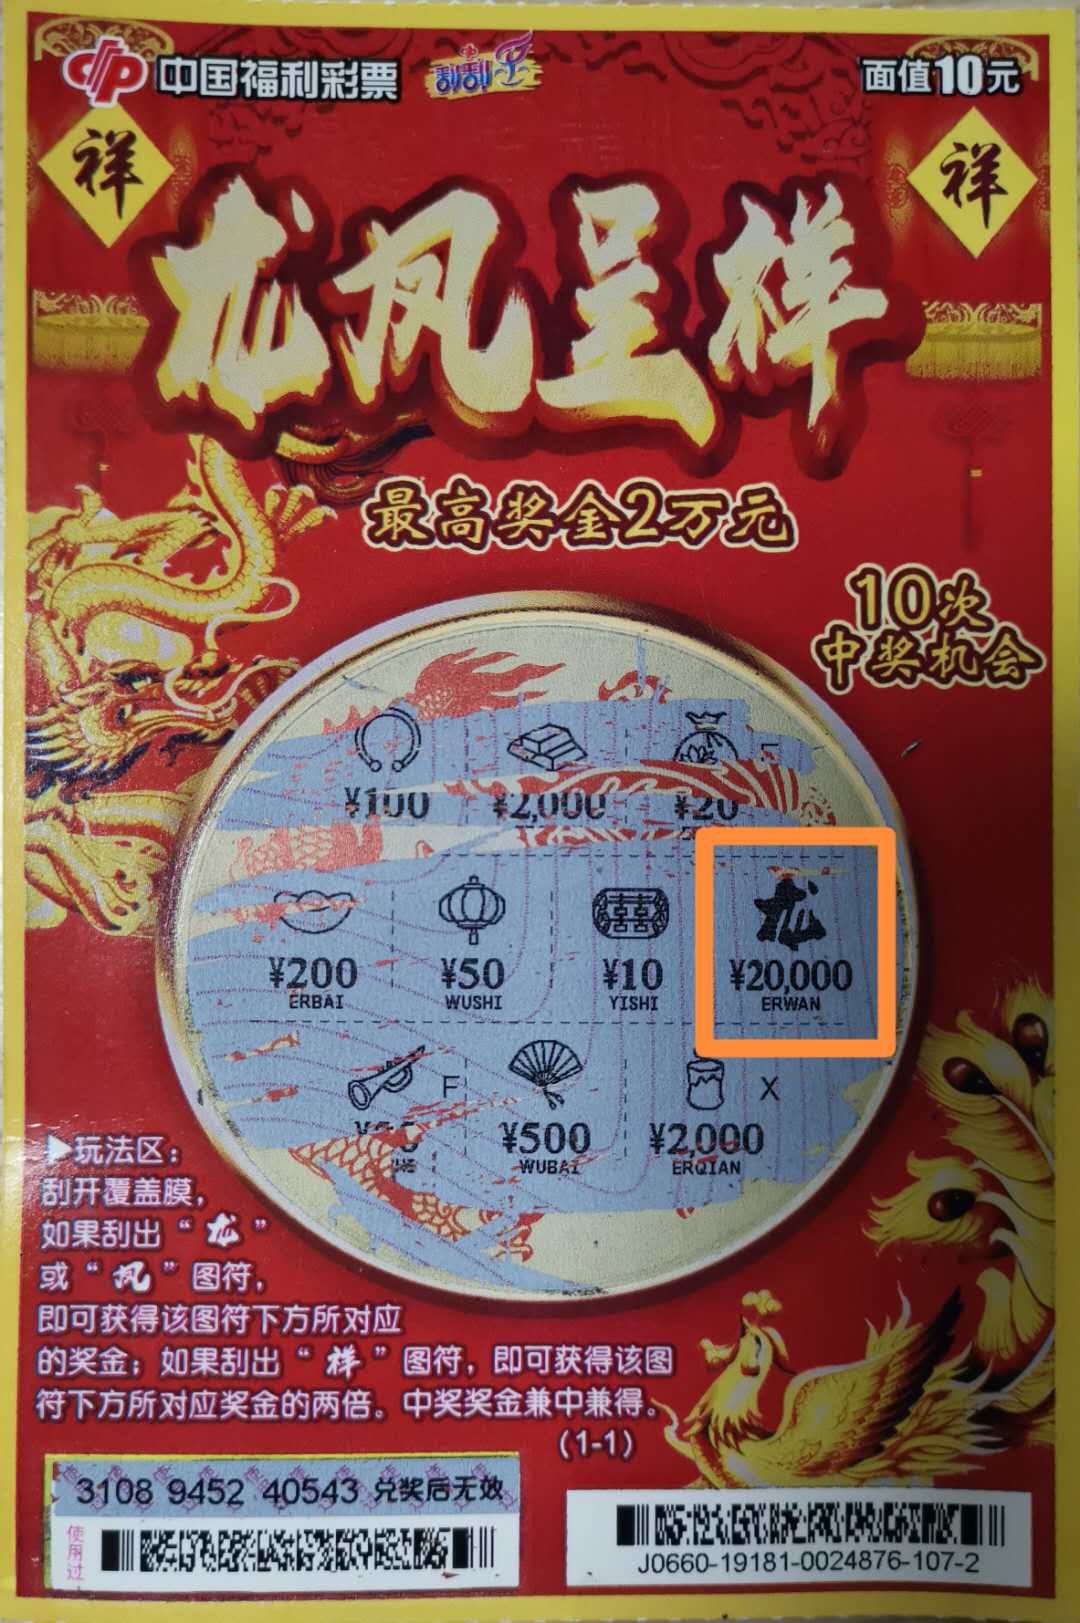 中国福利彩票 刮刮乐 面值10元
祥 祥
龙凤呈祥
最高奖金2万元
10次
中奖机会
¥100 ¥2,000 ¥20
龙
¥200 ¥50 ¥10 ¥20,000
ERBAI WUSHI YISHI ERWAN
F X
¥500 ¥2,000
WUBAI ERQIAN
▶玩法区：
刮开覆盖膜，
如果刮出“龙”
或“凤”图符，
即可获得该图符下方所对应
的奖金；如果刮出“祥”图符，即可获得该图
符下方所对应奖金的两倍。中奖奖金兼中兼得。
(1-1)
3108 9452 40543 兑奖后无效
使用过
J0660-19181-0024876-107-2